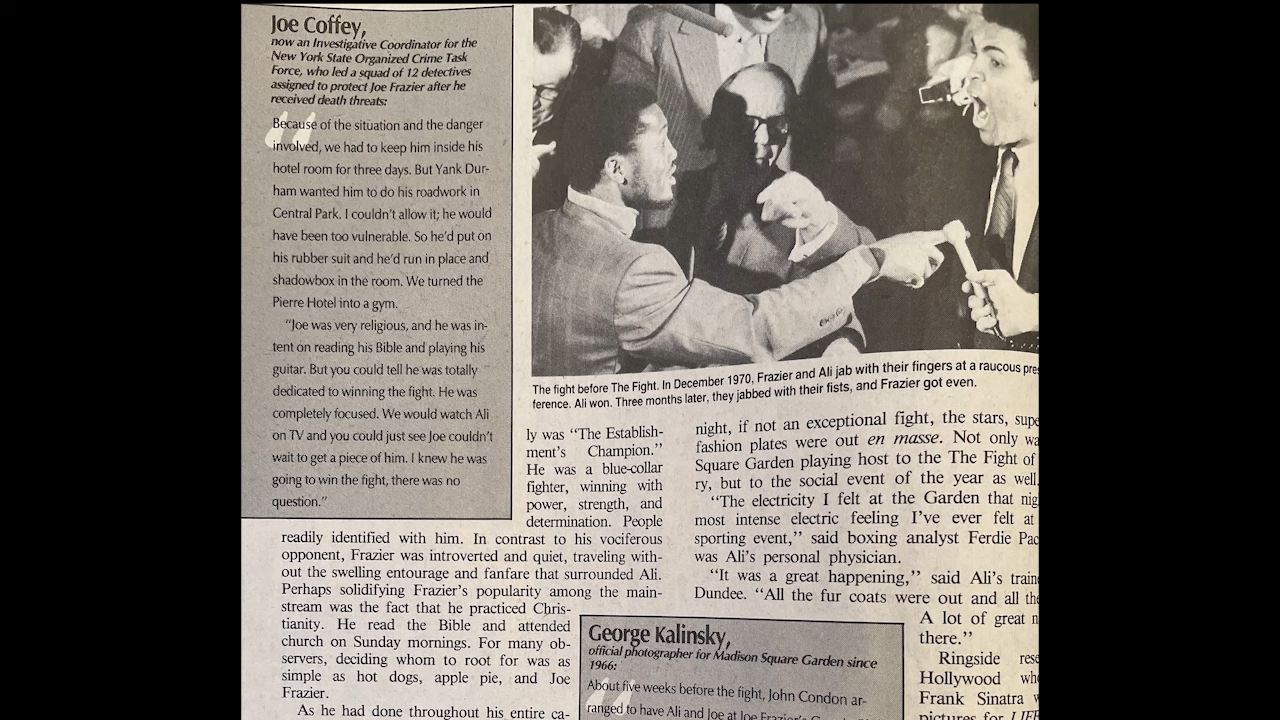 Joe Coffey,
now an Investigative Coordinator for the
New York State Organized Crime Task
Force, who led a squad of 12 detectives
assigned to protect Joe Frazier after he
received death threats:
Because of the situation and the danger
involved, we had to keep him inside his
hotel room for three days. But Yank Dur-
ham wanted him to do his roadwork in
Central Park. I couldn't allow it; he would
have been too vulnerable. So he'd put on
his rubber suit and he'd run in place and
shadowbox in the room. We turned the
Pierre Hotel into a gym.
"Joe was very religious, and he was in-
tent on reading his Bible and playing his
guitar. But you could tell he was totally
dedicated to winning the fight. He was
completely focused. We would watch Ali
on TV and you could just see Joe couldn't
wait to get a piece of him. I knew he was
going to win the fight, there was no
question."
The fight before The Fight. In December 1970, Frazier and Ali jab with their fingers at a raucous pre
ference. Ali won. Three months later, they jabbed with their fists, and Frazier got even.
ly was "The Establish-
ment's Champion."
He was a blue-collar
fighter, winning with
power, strength, and
determination. People
readily identified with him. In contrast to his vociferous
opponent, Frazier was introverted and quiet, traveling with-
out the swelling entourage and fanfare that surrounded Ali.
Perhaps solidifying Frazier's popularity among the main-
stream was the fact that he practiced Chris-
tianity. He read the Bible and attended
church on Sunday mornings. For many ob-
servers, deciding whom to root for was as
simple as hot dogs, apple pie, and Joe
Frazier.
As he had done throughout his entire ca-
night, if not an exceptional fight, the stars, supe
fashion plates were out en masse. Not only wa
Square Garden playing host to the The Fight of
ry, but to the social event of the year as well.
"The electricity I felt at the Garden that nig
most intense electric feeling I've ever felt at
sporting event," said boxing analyst Ferdie Pac
was Ali's personal physician.
"It was a great happening," said Ali's traine
Dundee. "All the fur coats were out and all the
A lot of great n
there."
Ringside rese
Hollywood who
Frank Sinatra w
pictures for LIFE
George Kalinsky,
official photographer for Madison Square Garden since
1966:
About five weeks before the fight, John Condon ar-
ranged to have Ali and Joe at Joe Frazier's